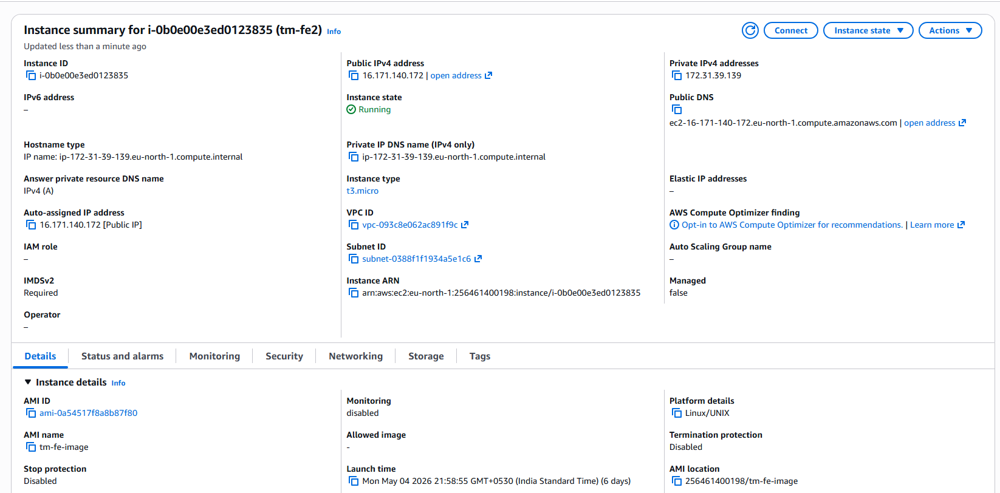 Instance summary for i-0b0e00e3ed0123835 (tm-fe2) Info
Connect
Instance state
Actions
Updated less than a minute ago
Instance ID
i-0b0e00e3ed0123835
Public IPv4 address
16.171.140.172 | open address
Private IPv4 addresses
172.31.39.139
IPv6 address
–
Instance state
Running
Public DNS
ec2-16-171-140-172.eu-north-1.compute.amazonaws.com | open address
Hostname type
IP name: ip-172-31-39-139.eu-north-1.compute.internal
Private IP DNS name (IPv4 only)
ip-172-31-39-139.eu-north-1.compute.internal
Answer private resource DNS name
IPv4 (A)
Instance type
t3.micro
Elastic IP addresses
–
Auto-assigned IP address
16.171.140.172 [Public IP]
VPC ID
vpc-093c8e062ac891f9c
AWS Compute Optimizer finding
Opt-in to AWS Compute Optimizer for recommendations. | Learn more
IAM role
–
Subnet ID
subnet-0388f1f1934a5e1c6
Auto Scaling Group name
–
IMDSv2
Required
Instance ARN
arn:aws:ec2:eu-north-1:256461400198:instance/i-0b0e00e3ed0123835
Managed
false
Operator
–
Details
Status and alarms
Monitoring
Security
Networking
Storage
Tags
Instance details Info
AMI ID
ami-0a54517f8a8b87f80
Monitoring
disabled
Platform details
Linux/UNIX
AMI name
tm-fe-image
Allowed image
-
Termination protection
Disabled
Stop protection
Disabled
Launch time
Mon May 04 2026 21:58:55 GMT+0530 (India Standard Time) (6 days)
AMI location
256461400198/tm-fe-image